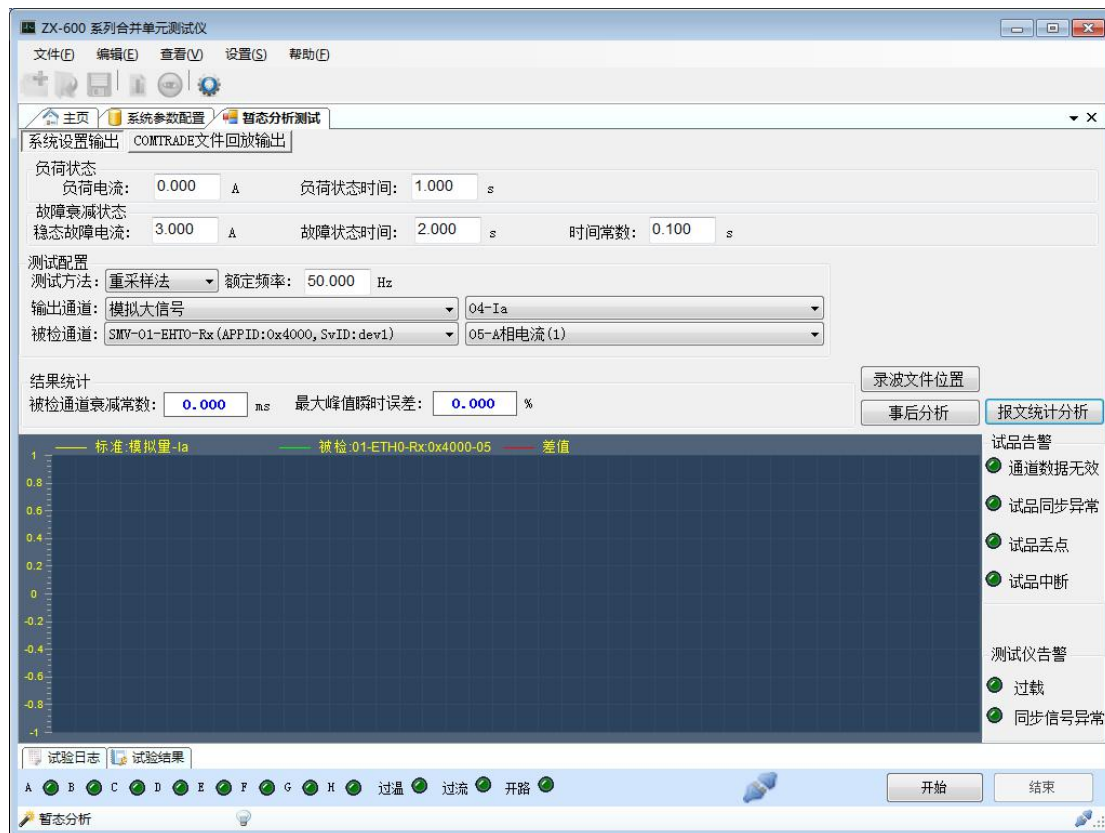 ZX-600 系列合并单元测试仪
文件(F) 编辑(E) 查看(V) 设置(S) 帮助(F)
主页 系统参数配置 暂态分析测试
系统设置输出 COMTRADE文件回放输出
负荷状态
负荷电流: 0.000 A 负荷状态时间: 1.000 s
故障衰减状态
稳态故障电流: 3.000 A 故障状态时间: 2.000 s 时间常数: 0.100 s
测试配置
测试方法: 重采样法 额定频率: 50.000 Hz
输出通道: 模拟大信号 04-Ia
被检通道: SMV-01-EHTO-Rx(APPID:0x4000,SvID:dev1) 05-A相电流(1)
录波文件位置
结果统计
被检通道衰减常数: 0.000 ms 最大峰值瞬时误差: 0.000 %
事后分析 报文统计分析
标准:模拟量-Ia 被检:01-ETH0-Rx:0x4000-05 差值
1
0.8
0.6
0.4
0.2
0
-0.2
-0.4
-0.6
-0.8
-1
试品告警
通道数据无效
试品同步异常
试品丢点
试品中断
测试仪告警
过载
同步信号异常
试验日志 试验结果
A B C D E F G H 过温 过流 开路 开始 结束
暂态分析